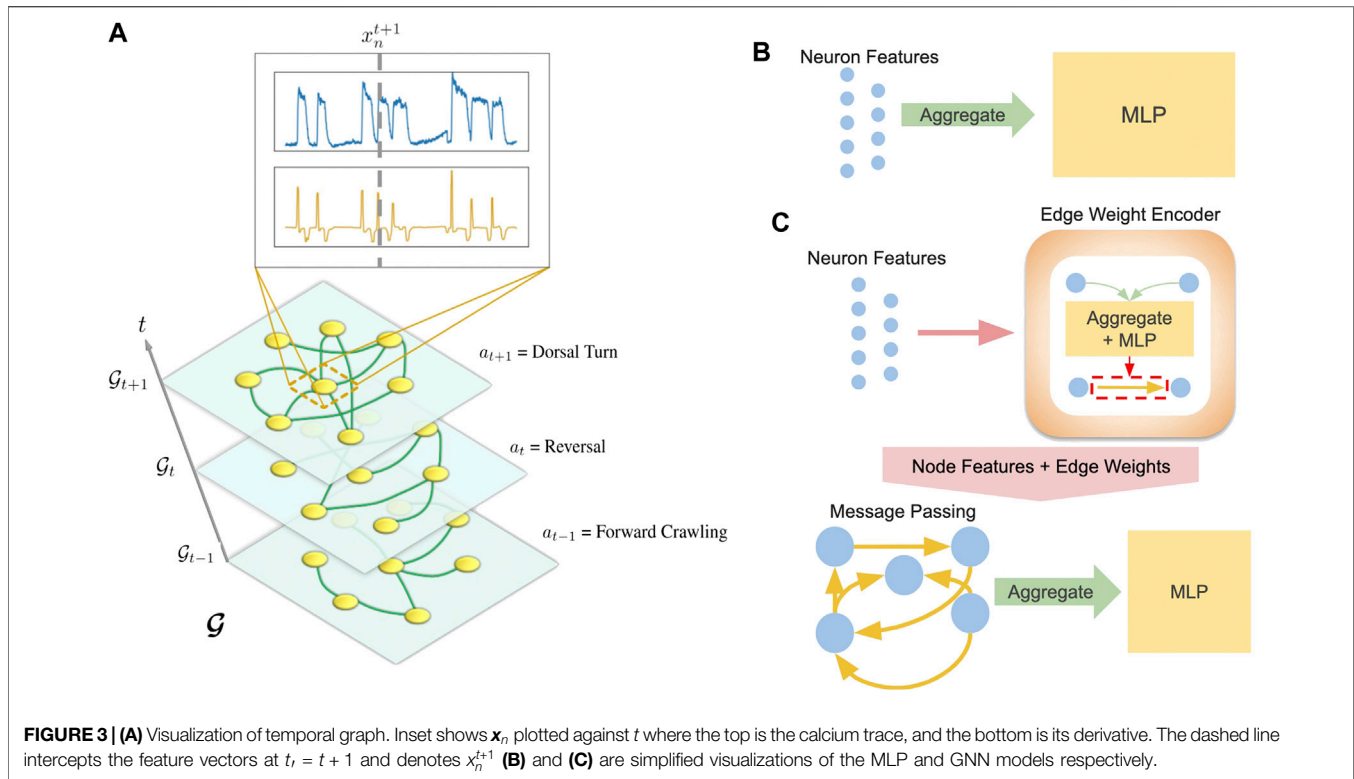 A
x_n^{t+1}
t
𝒢_{t+1}
a_{t+1} = Dorsal Turn
𝒢_t
a_t = Reversal
𝒢_{t−1}
a_{t−1} = Forward Crawling
𝒢
B
Neuron Features
Aggregate
MLP
C
Edge Weight Encoder
Neuron Features
Aggregate
+ MLP
Node Features + Edge Weights
Message Passing
Aggregate
MLP
FIGURE 3 | (A) Visualization of temporal graph. Inset shows x_n plotted against t where the top is the calcium trace, and the bottom is its derivative. The dashed line
intercepts the feature vectors at t′ = t + 1 and denotes x_n^{t+1} (B) and (C) are simplified visualizations of the MLP and GNN models respectively.